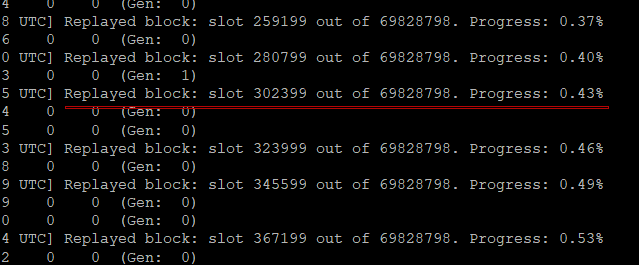 4 0 0 (Gen: 0)
8 UTC] Replayed block: slot 259199 out of 69828798. Progress: 0.37%
6 0 0 (Gen: 0)
0 UTC] Replayed block: slot 280799 out of 69828798. Progress: 0.40%
3 0 0 (Gen: 1)
5 UTC] Replayed block: slot 302399 out of 69828798. Progress: 0.43%
4 0 0 (Gen: 0)
5 0 0 (Gen: 0)
3 UTC] Replayed block: slot 323999 out of 69828798. Progress: 0.46%
8 0 0 (Gen: 0)
9 UTC] Replayed block: slot 345599 out of 69828798. Progress: 0.49%
9 0 0 (Gen: 0)
0 0 0 (Gen: 0)
4 UTC] Replayed block: slot 367199 out of 69828798. Progress: 0.53%
2 0 0 (Gen: 0)